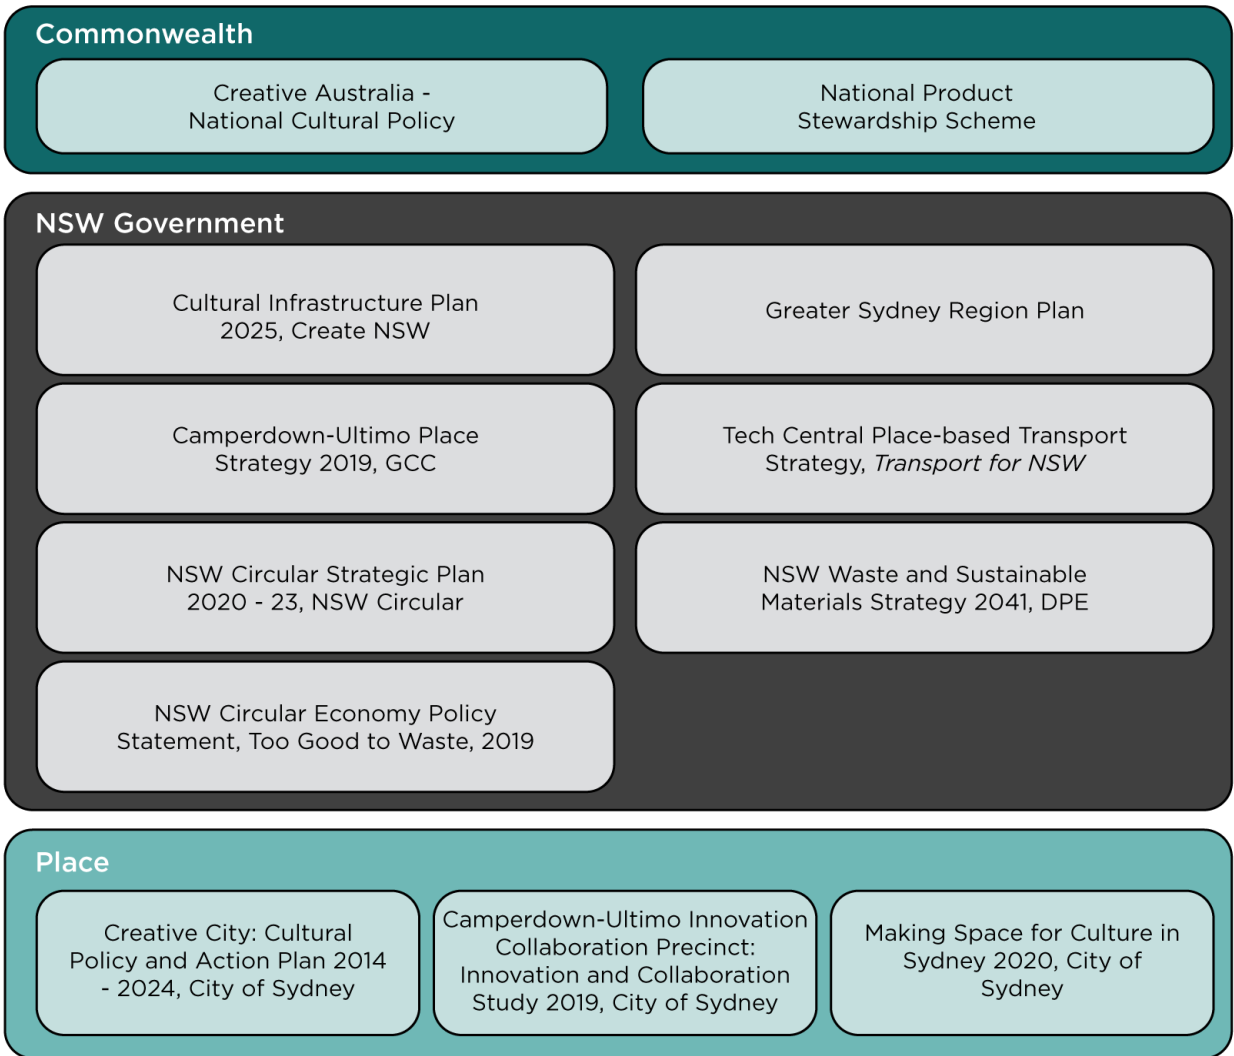 Commonwealth
Creative Australia -
National Cultural Policy
National Product
Stewardship Scheme
NSW Government
Cultural Infrastructure Plan
2025, Create NSW
Greater Sydney Region Plan
Camperdown-Ultimo Place
Strategy 2019, GCC
Tech Central Place-based Transport
Strategy, Transport for NSW
NSW Circular Strategic Plan
2020 - 23, NSW Circular
NSW Waste and Sustainable
Materials Strategy 2041, DPE
NSW Circular Economy Policy
Statement, Too Good to Waste, 2019
Place
Creative City: Cultural
Policy and Action Plan 2014
- 2024, City of Sydney
Camperdown-Ultimo Innovation
Collaboration Precinct:
Innovation and Collaboration
Study 2019, City of Sydney
Making Space for Culture in
Sydney 2020, City of
Sydney